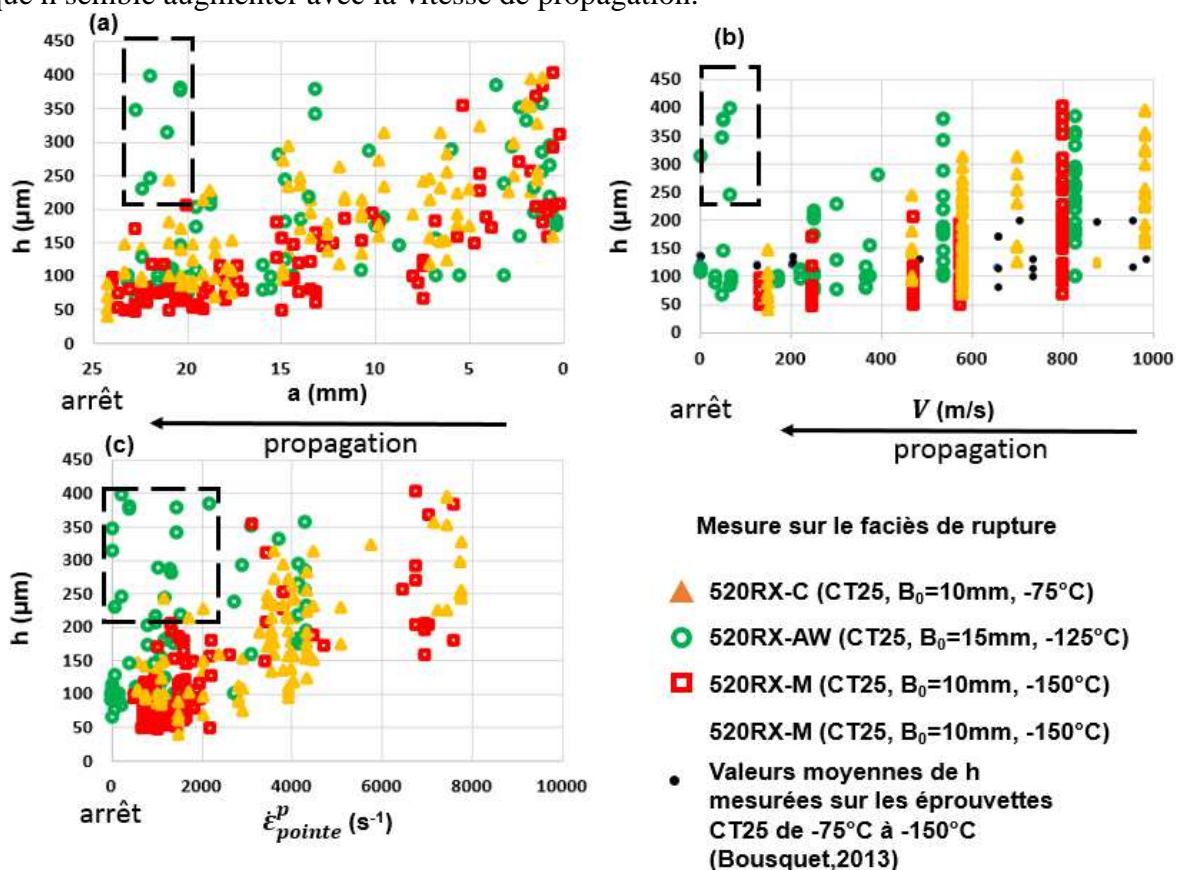 que h semble augmenter avec la vitesse de propagation.
(a)
450
400
350
300
250
200
150
100
50
0
h (µm)
25 20 15 10 5 0
arrêt
a (mm)
propagation
(b)
450
400
350
300
250
200
150
100
50
0
h (µm)
0 200 400 600 800 1000
arrêt
V (m/s)
propagation
(c)
450
400
350
300
250
200
150
100
50
0
h (µm)
0 2000 4000 6000 8000 10000
arrêt
ε̇ᵖpointe (s⁻¹)
Mesure sur le faciès de rupture
520RX-C (CT25, B₀=10mm, -75°C)
520RX-AW (CT25, B₀=15mm, -125°C)
520RX-M (CT25, B₀=10mm, -150°C)
520RX-M (CT25, B₀=10mm, -150°C)
Valeurs moyennes de h
mesurées sur les éprouvettes
CT25 de -75°C à -150°C
(Bousquet,2013)